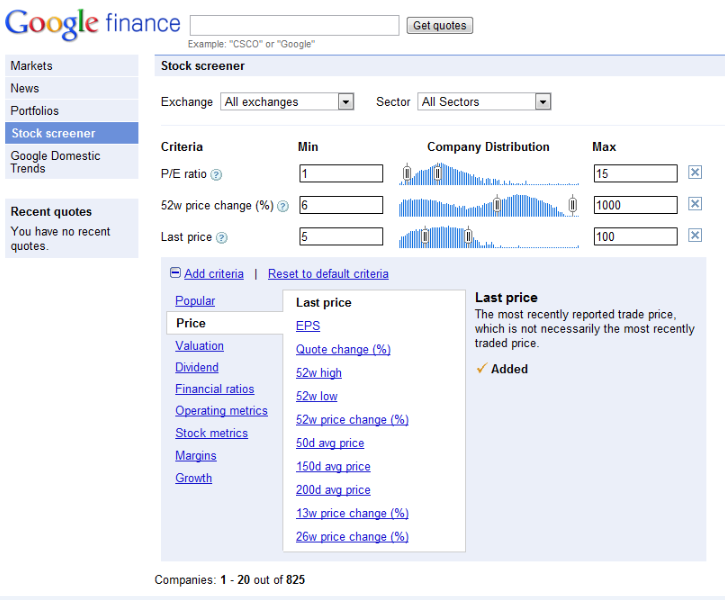 Google finance
Get quotes
Example: "CSCO" or "Google"
Markets
News
Portfolios
Stock screener
Google Domestic
Trends
Recent quotes
You have no recent
quotes.
Stock screener
Exchange All exchanges Sector All Sectors
Criteria Min Company Distribution Max
P/E ratio ? 1 15
52w price change (%) ? 6 1000
Last price ? 5 100
Add criteria | Reset to default criteria
Popular
Price
Valuation
Dividend
Financial ratios
Operating metrics
Stock metrics
Margins
Growth
Last price
EPS
Quote change (%)
52w high
52w low
52w price change (%)
50d avg price
150d avg price
200d avg price
13w price change (%)
26w price change (%)
Last price
The most recently reported trade price,
which is not necessarily the most recently
traded price.
Added
Companies: 1 - 20 out of 825